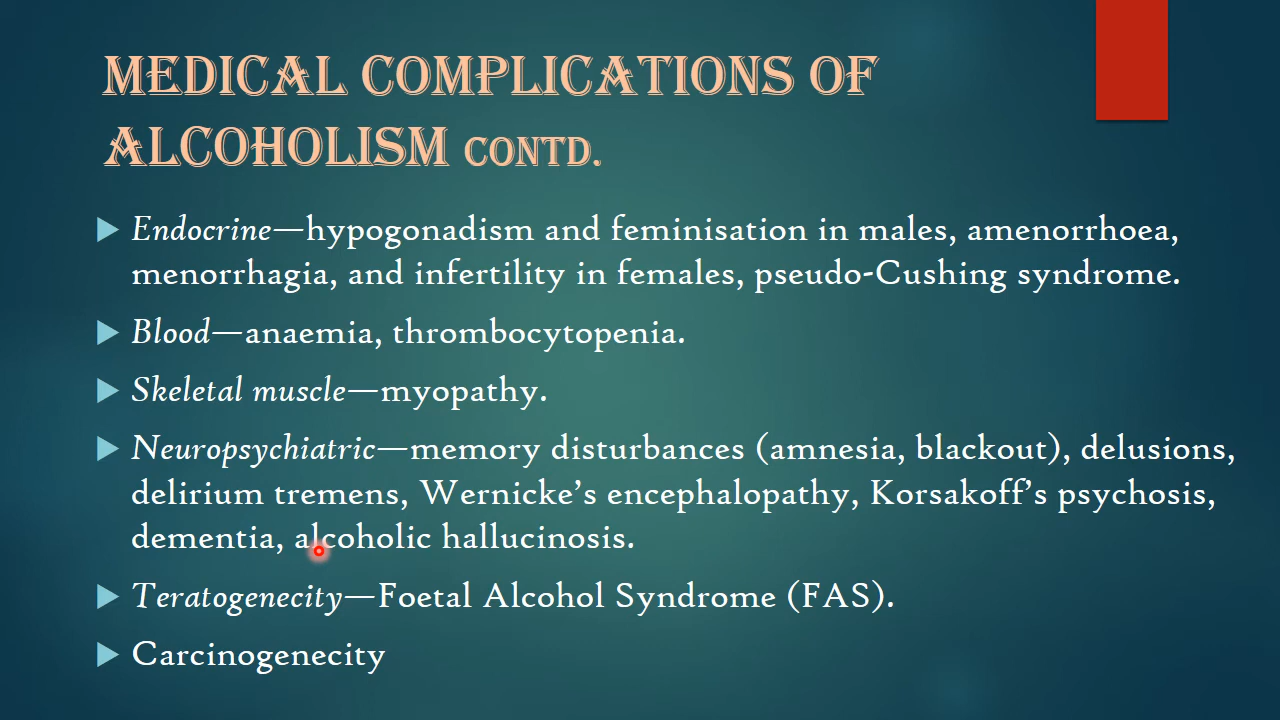 MEDICAL COMPLICATIONS OF
ALCOHOLISM CONTD.
Endocrine—hypogonadism and feminisation in males, amenorrhoea,
menorrhagia, and infertility in females, pseudo-Cushing syndrome.
Blood—anaemia, thrombocytopenia.
Skeletal muscle—myopathy.
Neuropsychiatric—memory disturbances (amnesia, blackout), delusions,
delirium tremens, Wernicke’s encephalopathy, Korsakoff’s psychosis,
dementia, alcoholic hallucinosis.
Teratogenecity—Foetal Alcohol Syndrome (FAS).
Carcinogenecity